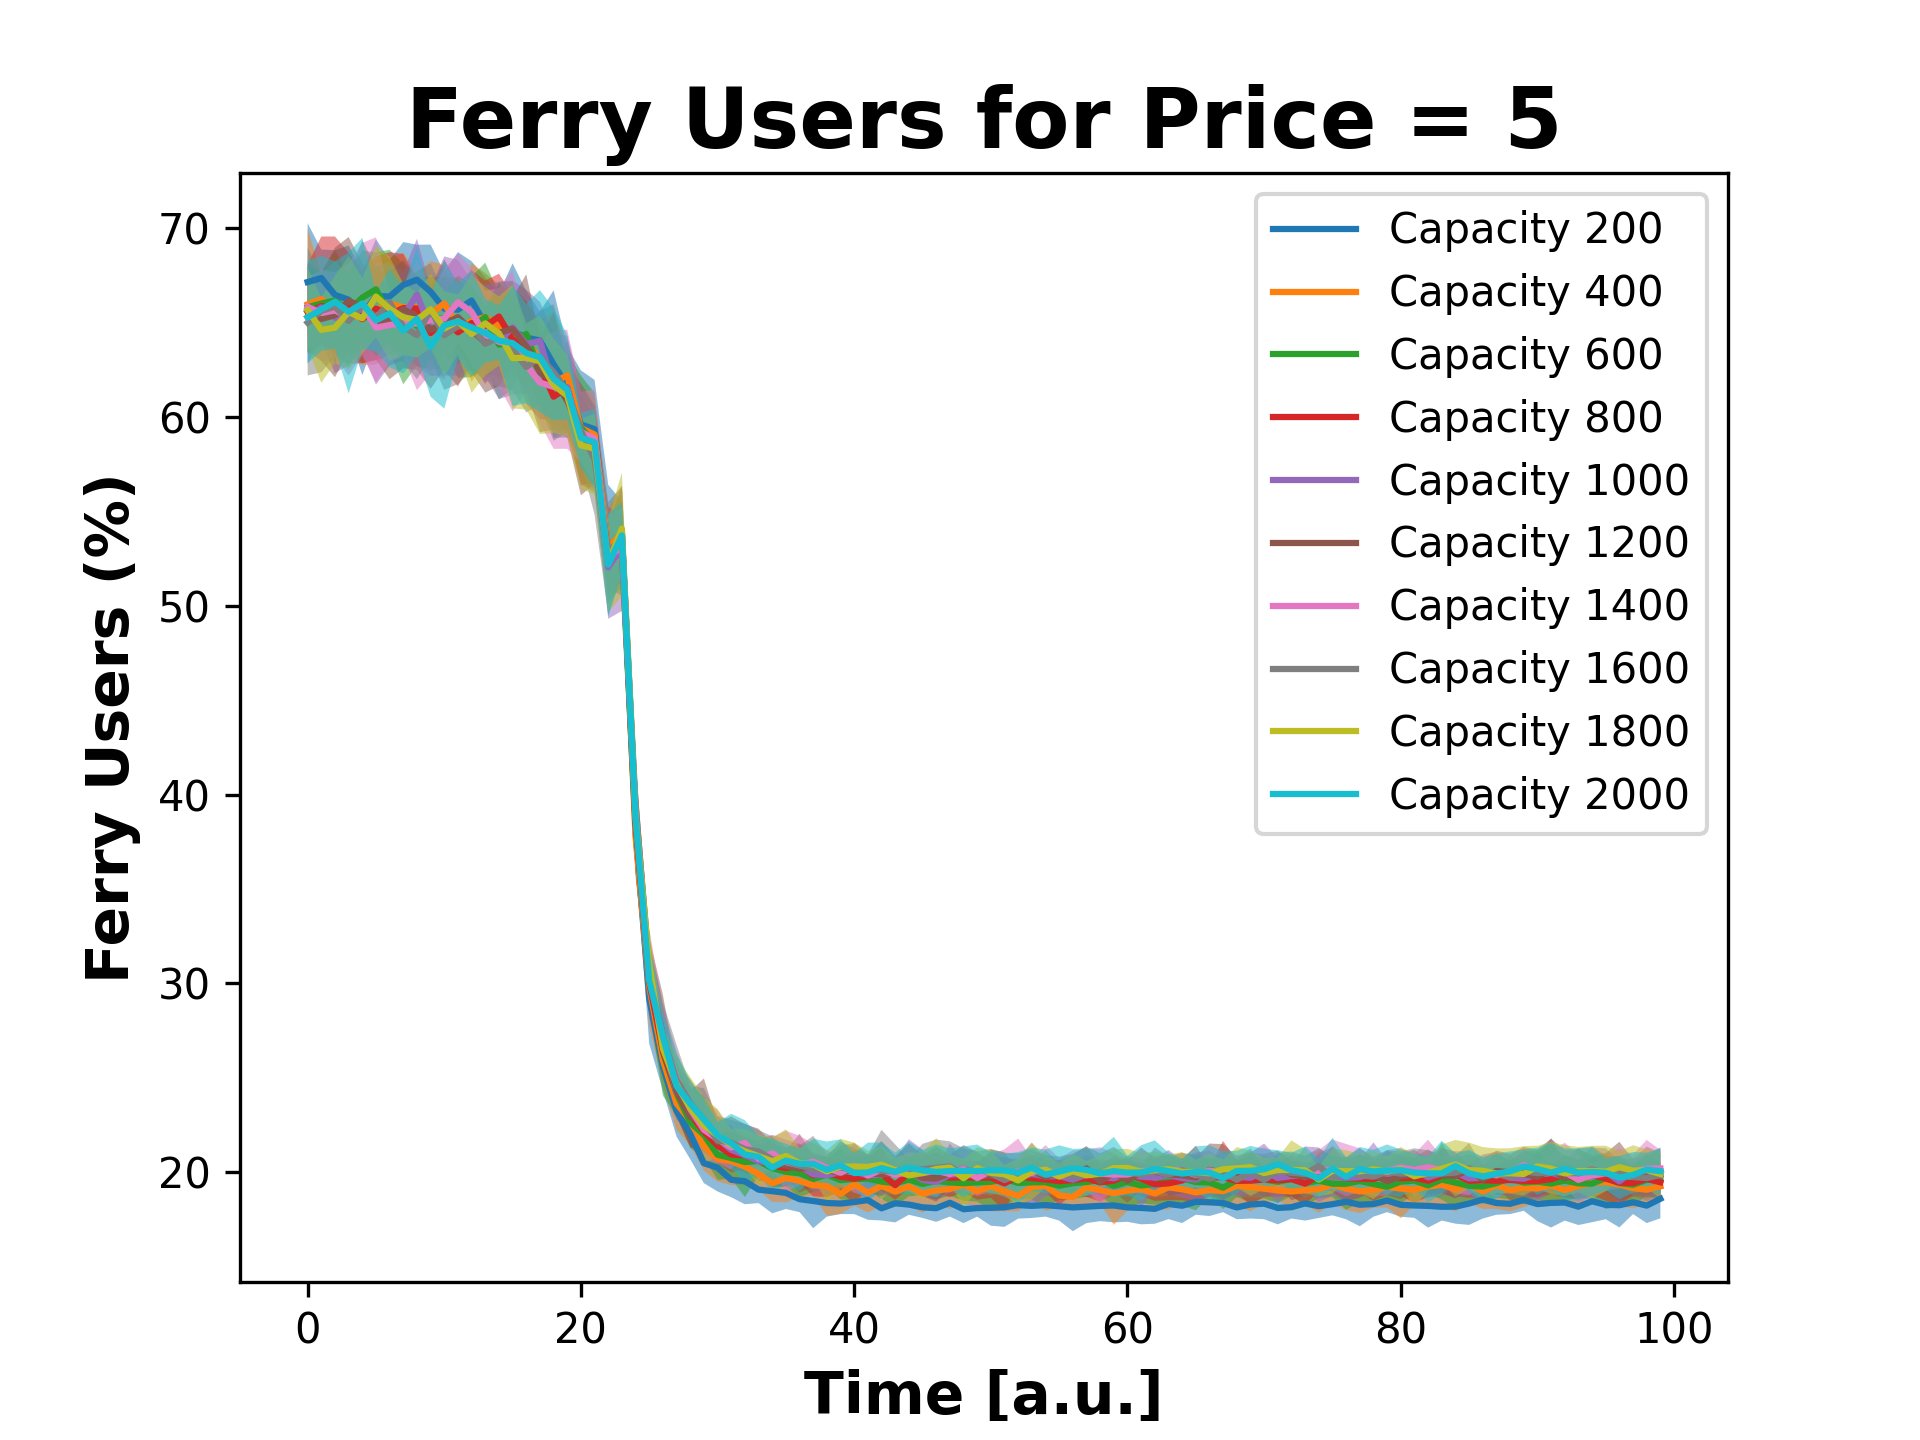 Ferry Users for Price = 5
Ferry Users (%)
70
60
50
40
30
20
Capacity 200
Capacity 400
Capacity 600
Capacity 800
Capacity 1000
Capacity 1200
Capacity 1400
Capacity 1600
Capacity 1800
Capacity 2000
0 20 40 60 80 100
Time [a.u.]